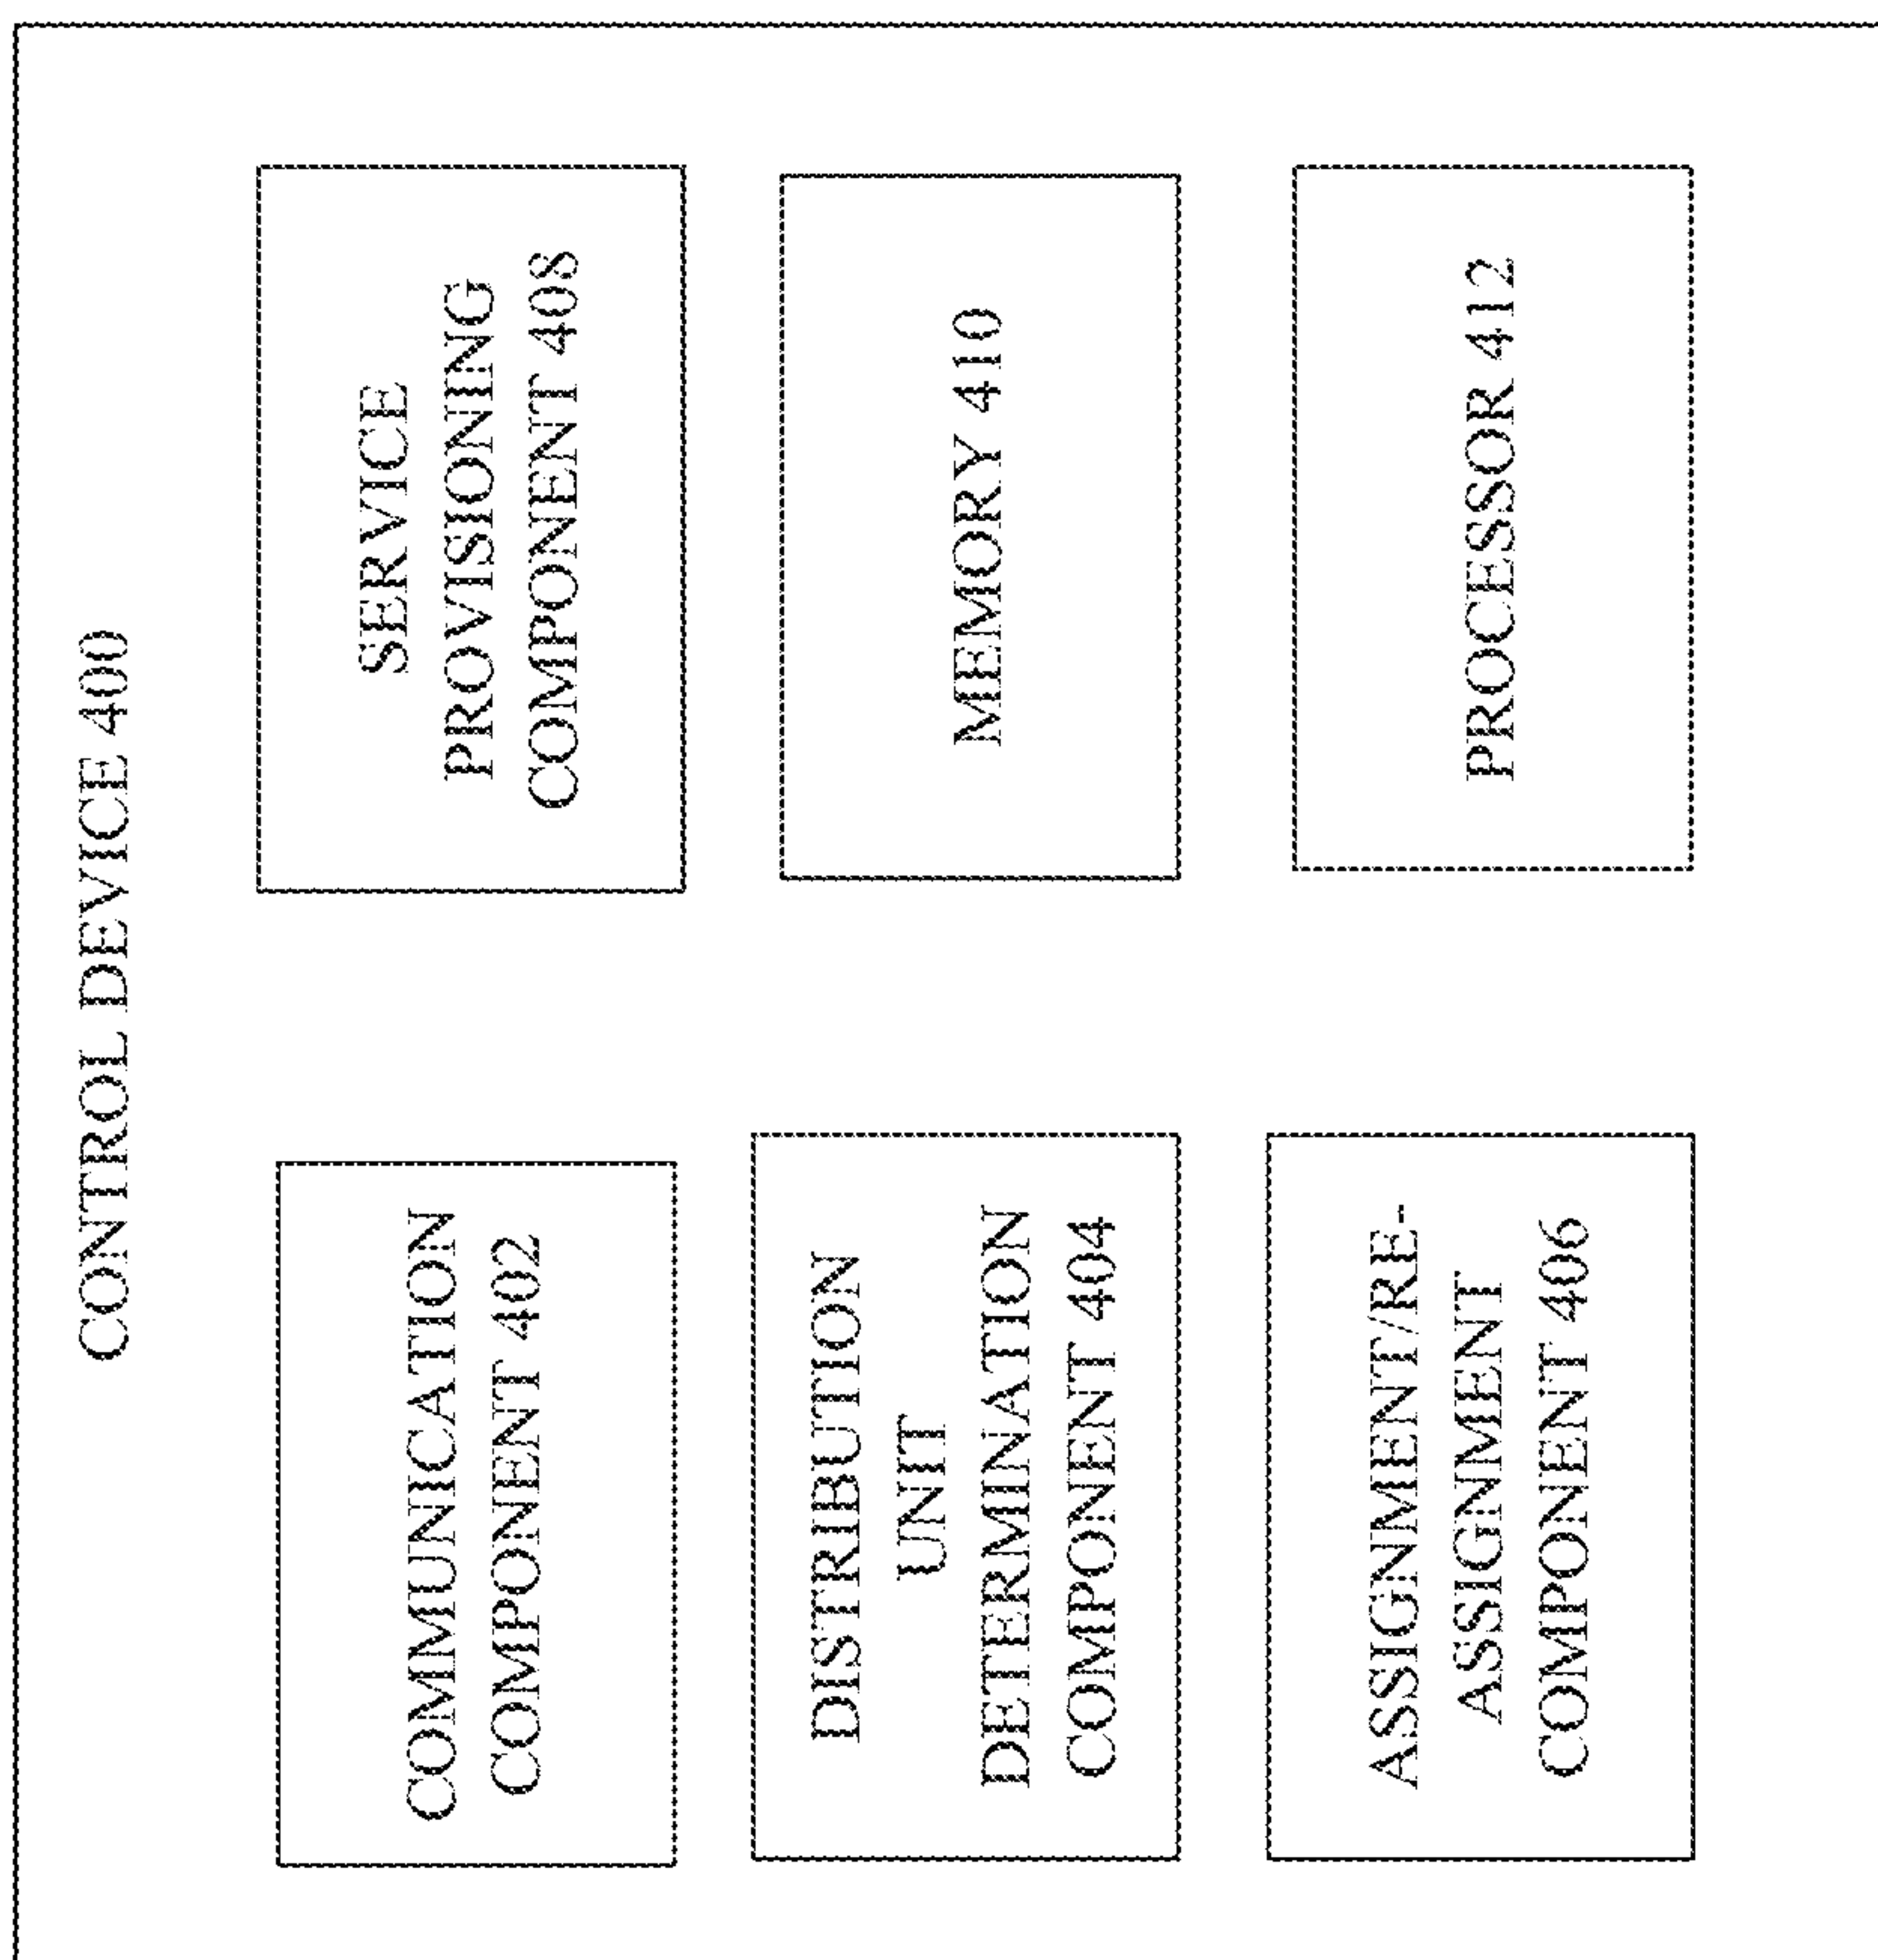 CONTROL DEVICE 400
COMMUNICATION
COMPONENT 402
DISTRIBUTION
UNIT
DETERMINATION
COMPONENT 404
ASSIGNMENT/RE-
ASSIGNMENT
COMPONENT 406
SERVICE
PROVISIONING
COMPONENT 408
MEMORY 410
PROCESSOR 412